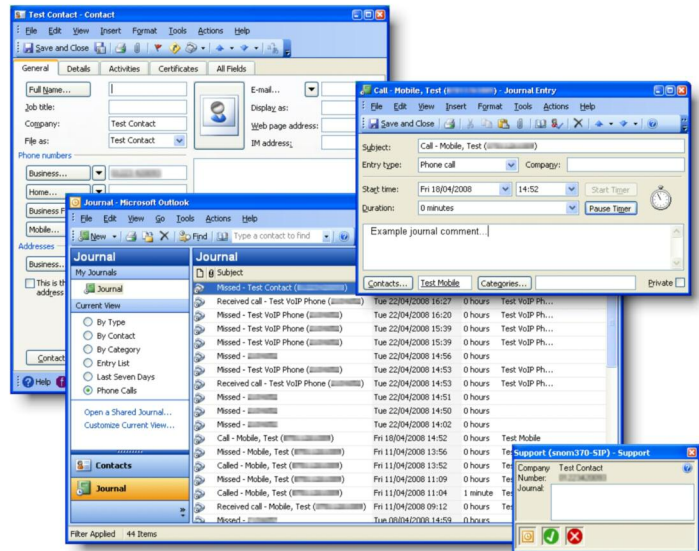 Test Contact - Contact
File Edit View Insert Format Tools Actions Help
Save and Close
General Details Activities Certificates All Fields
Full Name...
Job title:
Company: Test Contact
File as: Test Contact
E-mail...
Display as:
Web page address:
IM address:
Phone numbers
Business...
Home...
Business F
Mobile...
Addresses
Business...
This is th
address
Contact
Help
Call - Mobile, Test ( ) - Journal Entry
File Edit View Insert Format Tools Actions Help
Save and Close
Subject: Call - Mobile, Test ( )
Entry type: Phone call Company:
Start time: Fri 18/04/2008 14:52 Start Timer
Duration: 0 minutes Pause Timer
Example journal comment...
Contacts... Test Mobile Categories... Private
Journal - Microsoft Outlook
File Edit View Go Tools Actions Help
New Find Type a contact to find
Journal
My Journals
Journal
Current View
By Type
By Contact
By Category
Entry List
Last Seven Days
Phone Calls
Open a Shared Journal...
Customize Current View...
Contacts
Journal
Filter Applied 44 Items
Journal
Subject
Missed - Test Contact (
Received call - Test VoIP Phone ( ) Tue 22/04/2008 16:27 0 hours Test VoIP Ph...
Missed - Test VoIP Phone ( ) Tue 22/04/2008 16:20 0 hours Test VoIP Ph...
Missed - Test VoIP Phone ( ) Tue 22/04/2008 15:39 0 hours Test VoIP Ph...
Missed - Test VoIP Phone ( ) Tue 22/04/2008 15:39 0 hours Test VoIP Ph...
Missed - Tue 22/04/2008 14:56 0 hours
Missed - Test VoIP Phone ( ) Tue 22/04/2008 14:53 0 hours Test VoIP Ph...
Received call - Test VoIP Phone ( ) Tue 22/04/2008 14:53 0 hours Test VoIP Ph...
Missed - Tue 22/04/2008 14:51 0 hours
Missed - Tue 22/04/2008 14:50 0 hours
Missed - Tue 22/04/2008 14:02 0 hours
Call - Mobile, Test ( ) Fri 18/04/2008 14:52 0 hours Test Mobile
Missed - Mobile, Test ( ) Fri 11/04/2008 13:56 0 hours Te
Called - Mobile, Test ( ) Fri 11/04/2008 13:52 0 hours Te
Missed - Mobile, Test ( ) Fri 11/04/2008 11:09 0 hours Te
Called - Mobile, Test ( ) Fri 11/04/2008 11:04 1 minute Te
Received call - Mobile, Test ( ) Fri 11/04/2008 09:12 0 hours Te
Missed - Tue 08/04/2008 14:59 0 hours
Support (snom370-SIP) - Support
Company Test Contact
Number:
Journal: